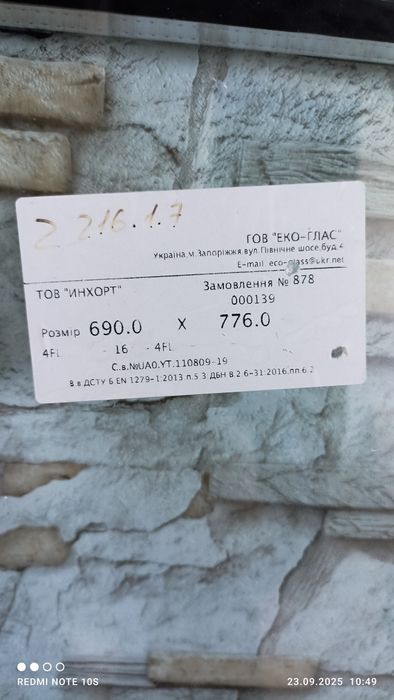 2 216.1.7
ТОВ "ЕКО-ГЛАС"
Україна,м.Запоріжжя,вул.Північне шосе,буд.4
E-mail: eco-glass@ukr.net
ТОВ "ИНХОРТ"
Замовлення № 878
000139
Розмір 690.0 X 776.0
4FL - 16 - 4FL
С.в.№UA0.YT.110809-19
В.в.ДСТУ Б EN 1279-1:2013 п.5.3;ДБН В.2.6-31:2016,пп.6.2
REDMI NOTE 10S
23.09.2025 10:49